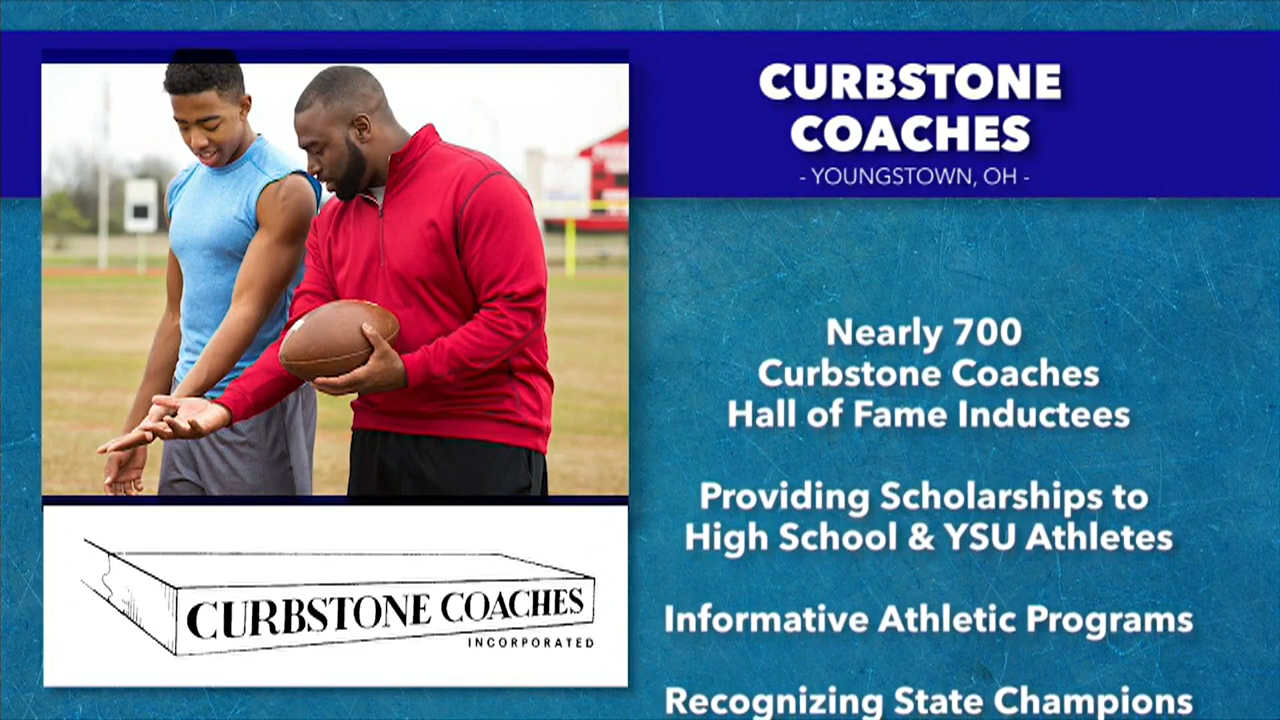 CURBSTONE
COACHES
- YOUNGSTOWN, OH -
Nearly 700
Curbstone Coaches
Hall of Fame Inductees
Providing Scholarships to
High School & YSU Athletes
Informative Athletic Programs
Recognizing State Champions
CURBSTONE COACHES
INCORPORATED